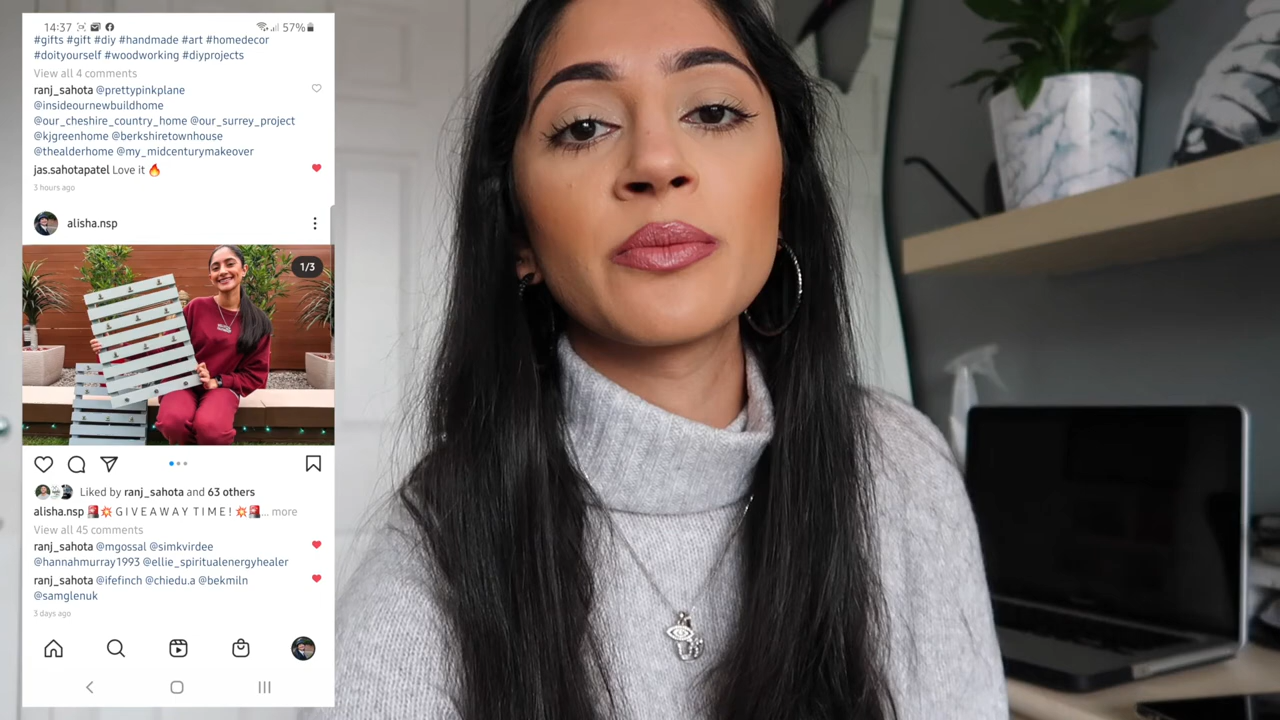 14:37 57%
#gifts #gift #diy #handmade #art #homedecor
#doityourself #woodworking #diyprojects
View all 4 comments
ranj_sahota @prettypinkplane
@insideournewbuildhome
@our_cheshire_country_home @our_surrey_project
@kjgreenhome @berkshiretownhouse
@thealderhome @my_midcenturymakeover
jas.sahotapatel Love it 🔥
3 hours ago
alisha.nsp
1/3
Liked by ranj_sahota and 63 others
alisha.nsp 🚨💥 G I V E A W A Y T I M E ! 💥🚨... more
View all 45 comments
ranj_sahota @mgossal @simkvirdee
@hannahmurray1993 @ellie_spiritualenergyhealer
ranj_sahota @ifefinch @chiedu.a @bekmiln
@samglenuk
3 days ago